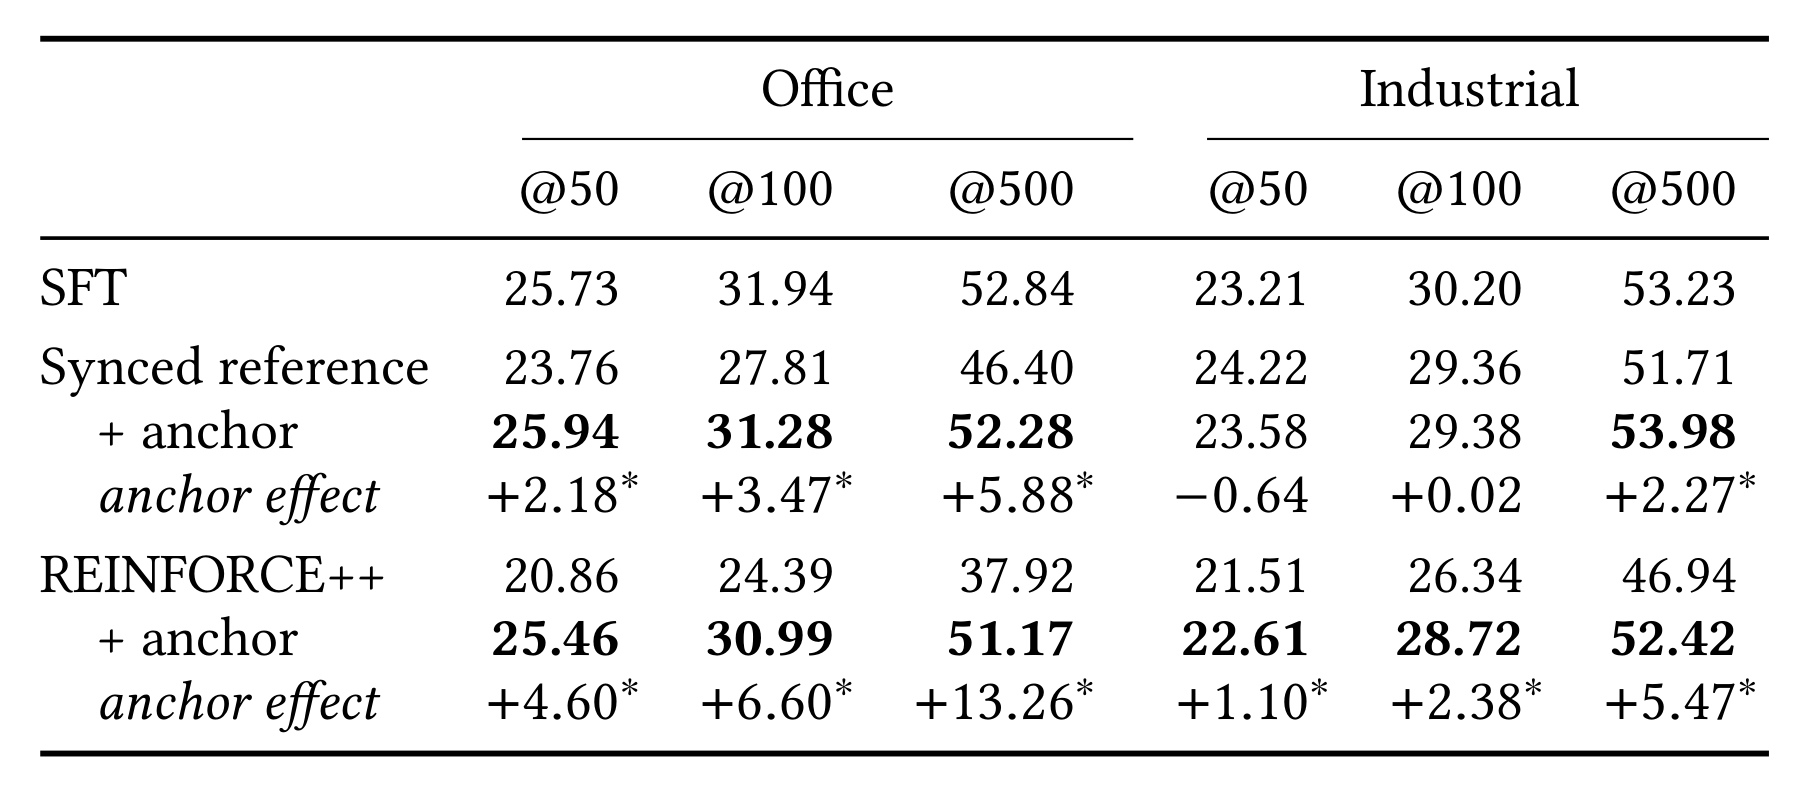 Office Industrial
@50 @100 @500 @50 @100 @500
SFT 25.73 31.94 52.84 23.21 30.20 53.23
Synced reference 23.76 27.81 46.40 24.22 29.36 51.71
+ anchor 25.94 31.28 52.28 23.58 29.38 53.98
anchor effect +2.18* +3.47* +5.88* −0.64 +0.02 +2.27*
REINFORCE++ 20.86 24.39 37.92 21.51 26.34 46.94
+ anchor 25.46 30.99 51.17 22.61 28.72 52.42
anchor effect +4.60* +6.60* +13.26* +1.10* +2.38* +5.47*